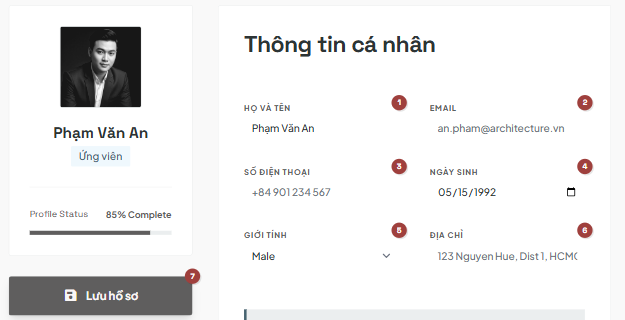 Phạm Văn An
Ứng viên
Profile Status 85% Complete
7
Lưu hồ sơ
Thông tin cá nhân
HỌ VÀ TÊN 1
Phạm Văn An
EMAIL 2
an.pham@architecture.vn
SỐ ĐIỆN THOẠI 3
+84 901 234 567
NGÀY SINH 4
05/15/1992
GIỚI TÍNH 5
Male
ĐỊA CHỈ 6
123 Nguyen Hue, Dist 1, HCMC